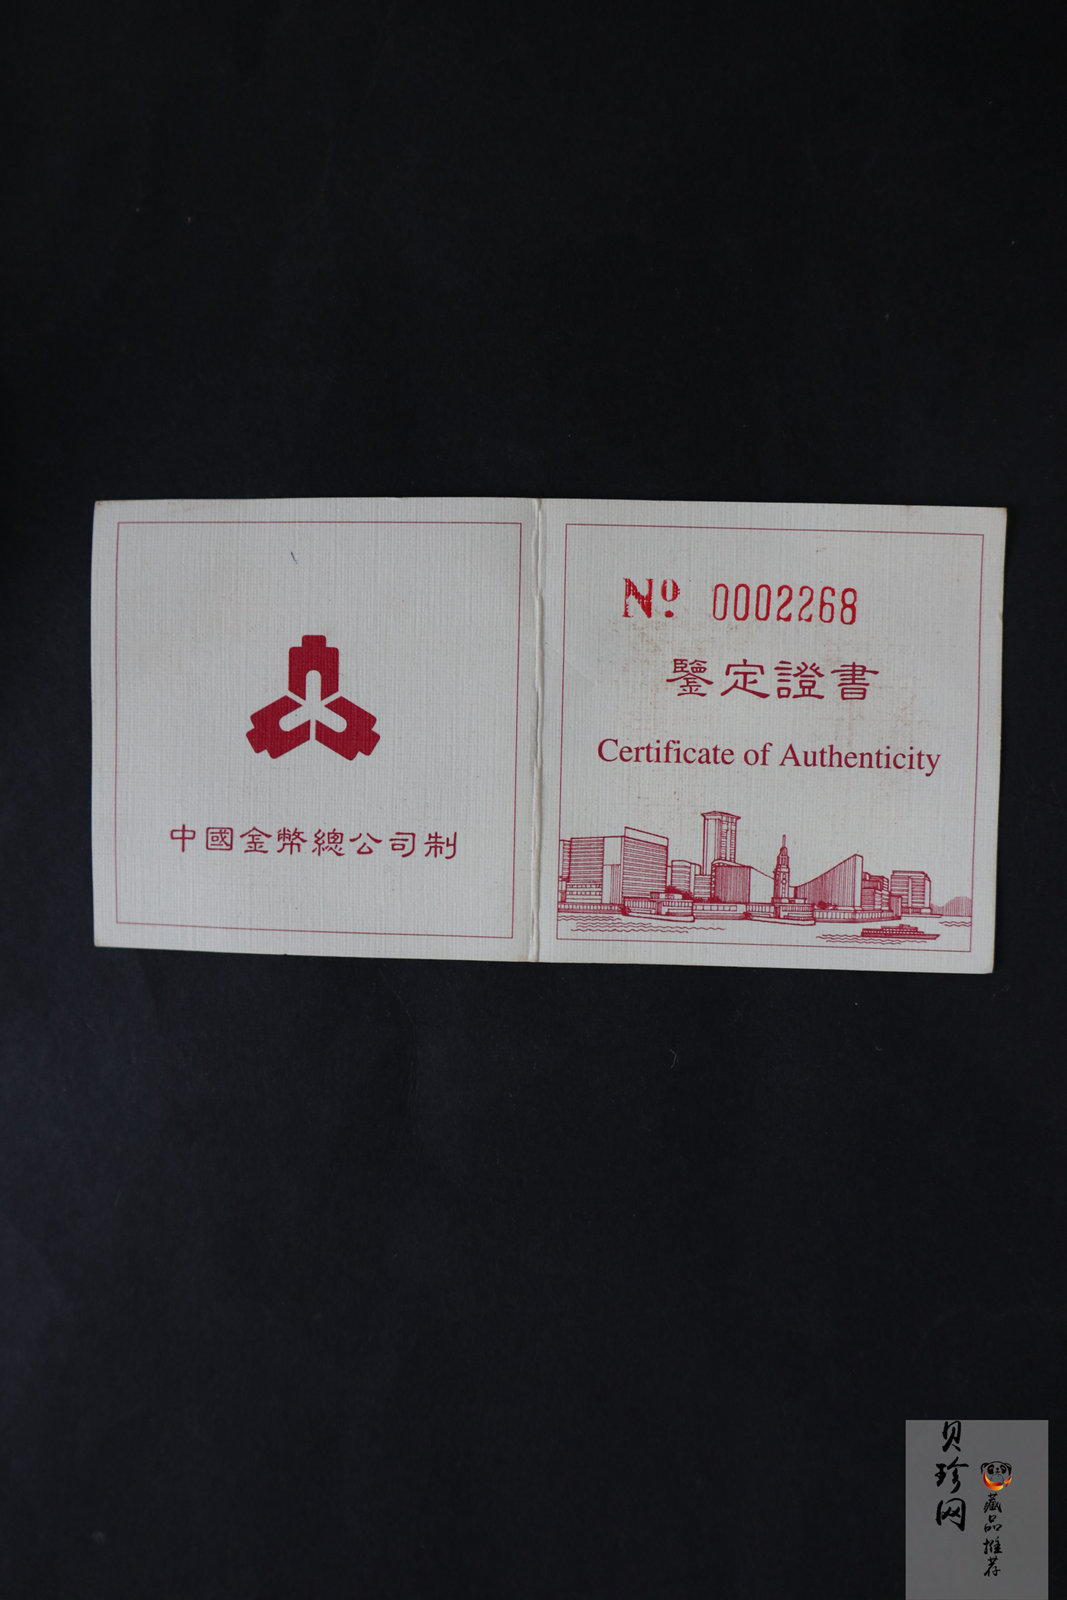 中國金幣總公司制
Nº 0002268
鑒定證書
Certificate of Authenticity
贝珍网
藏品推荐